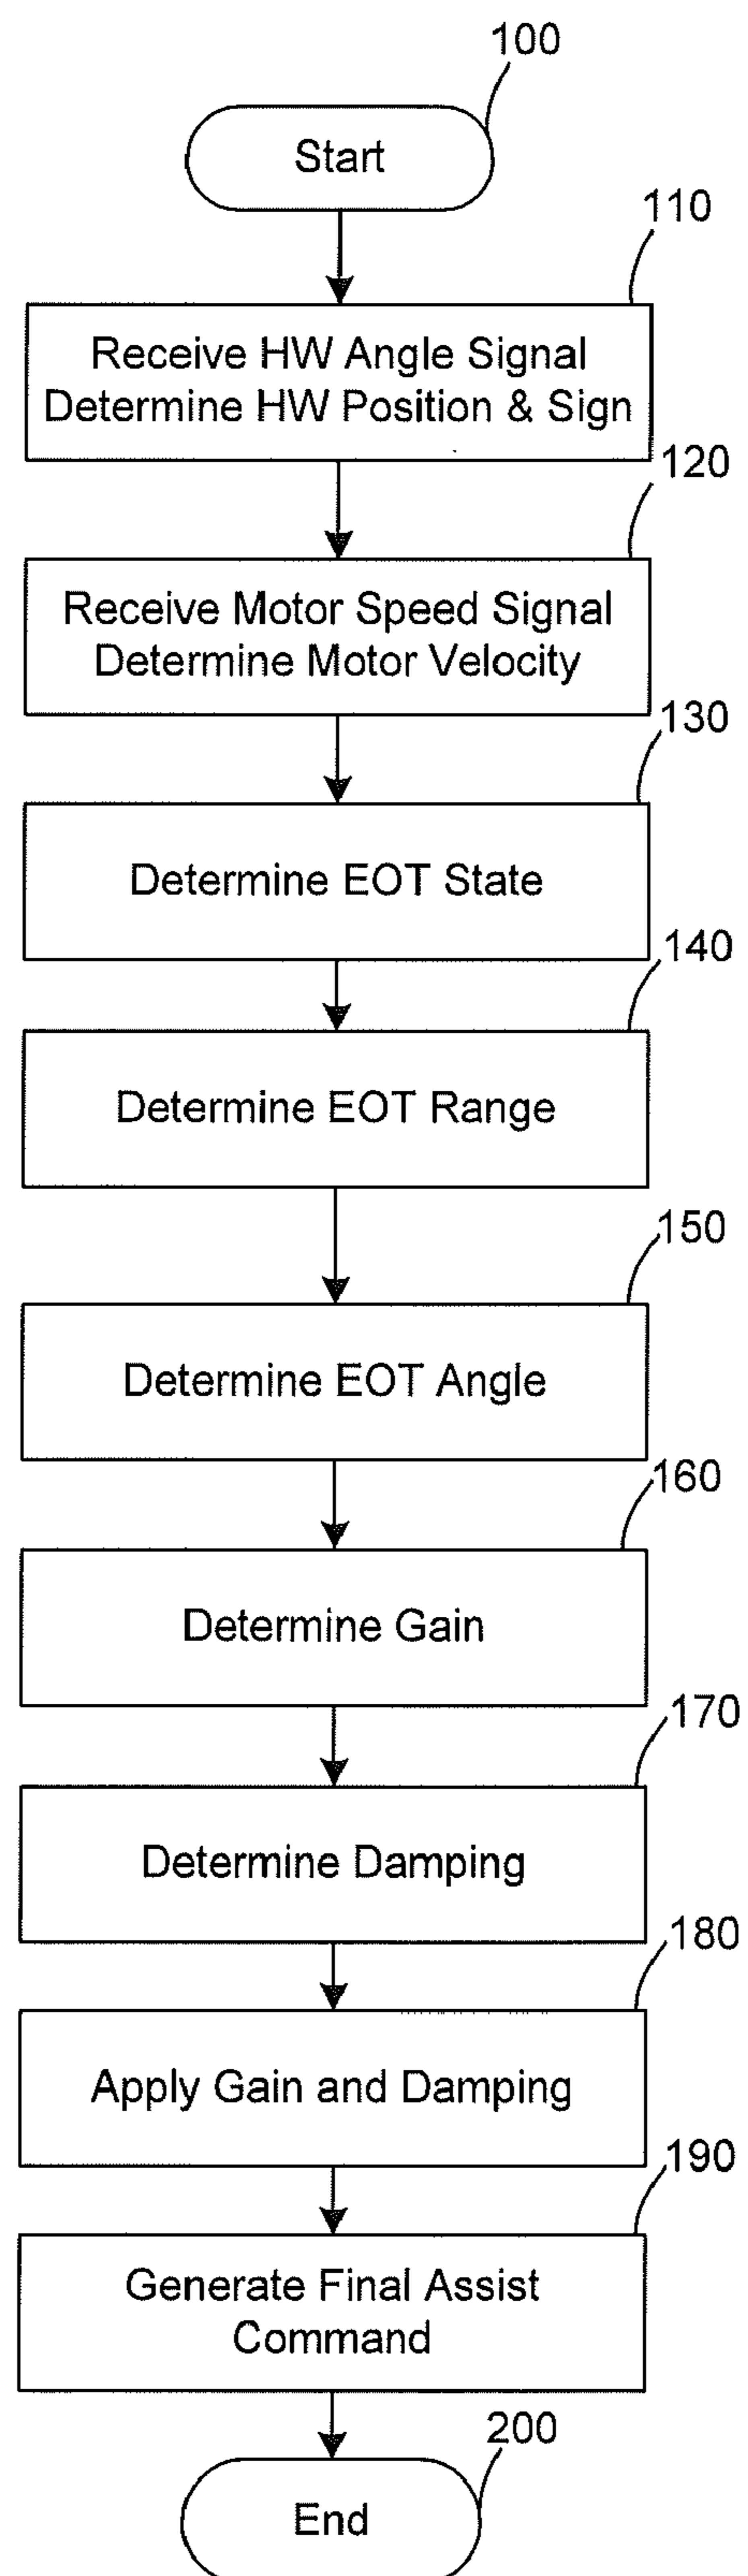 100
Start
110
Receive HW Angle Signal
Determine HW Position & Sign
120
Receive Motor Speed Signal
Determine Motor Velocity
130
Determine EOT State
140
Determine EOT Range
150
Determine EOT Angle
160
Determine Gain
170
Determine Damping
180
Apply Gain and Damping
190
Generate Final Assist
Command
200
End